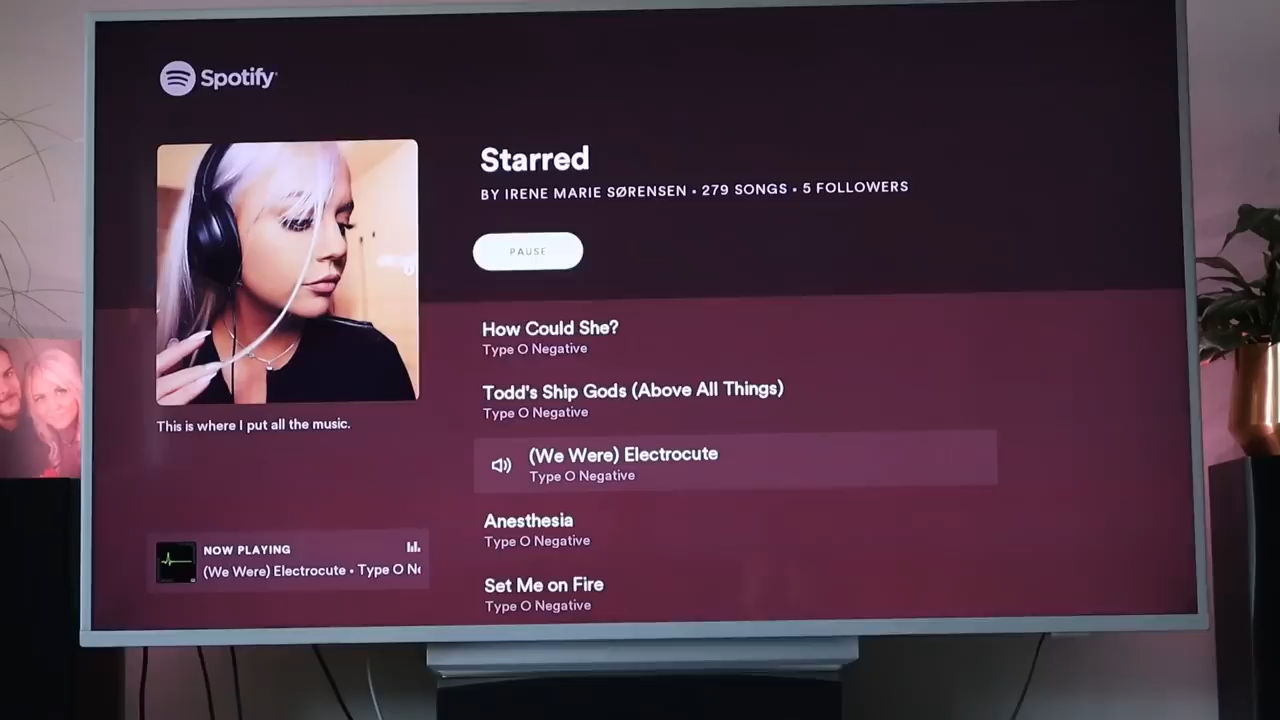 Spotify
Starred
BY IRENE MARIE SØRENSEN • 279 SONGS • 5 FOLLOWERS
PAUSE
How Could She?
Type O Negative
Todd's Ship Gods (Above All Things)
Type O Negative
This is where I put all the music.
(We Were) Electrocute
Type O Negative
Anesthesia
Type O Negative
NOW PLAYING
(We Were) Electrocute • Type O Ne
Set Me on Fire
Type O Negative